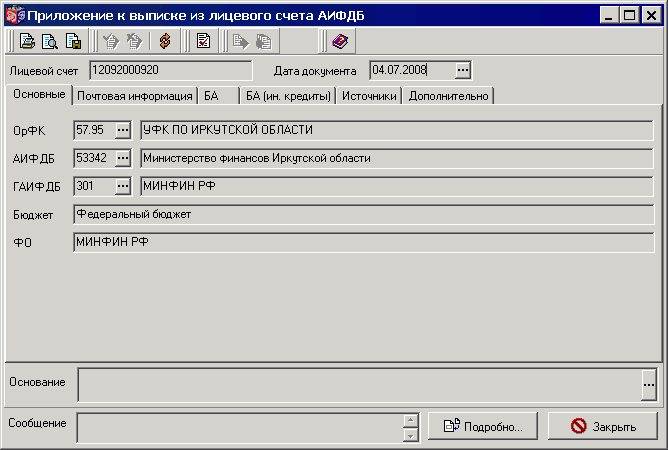 Приложение к выписке из лицевого счета АИФДБ
Лицевой счет 12092000920 Дата документа 04.07.2008 ...
Основные Почтовая информация БА БА (ин. кредиты) Источники Дополнительно
ОрФК 57.95 ... УФК ПО ИРКУТСКОЙ ОБЛАСТИ
АИФДБ 53342 ... Министерство финансов Иркутской области
ГАИФДБ 301 ... МИНФИН РФ
Бюджет Федеральный бюджет
ФО МИНФИН РФ
Основание ...
Сообщение Подробно... Закрыть